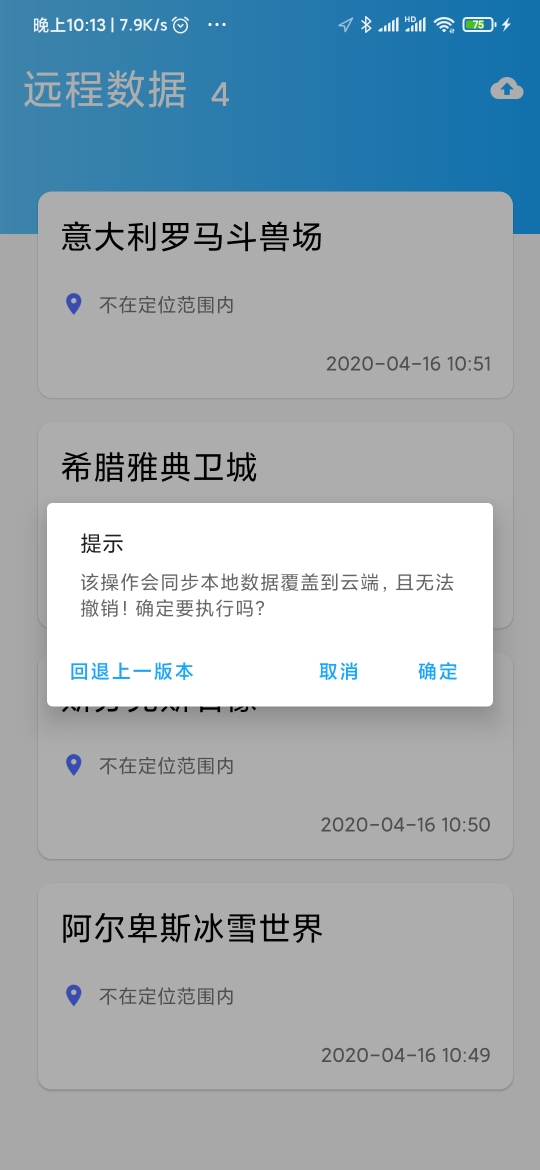 晚上10:13 | 7.9K/s
HD
75
远程数据 4
意大利罗马斗兽场
不在定位范围内
2020-04-16 10:51
希腊雅典卫城
提示
该操作会同步本地数据覆盖到云端, 且无法
撤销! 确定要执行吗?
回退上一版本 取消 确定
不在定位范围内
2020-04-16 10:50
阿尔卑斯冰雪世界
不在定位范围内
2020-04-16 10:49